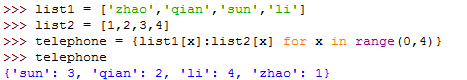 >>> list1 = ['zhao','qian','sun','li']
>>> list2 = [1,2,3,4]
>>> telephone = {list1[x]:list2[x] for x in range(0,4)}
>>> telephone
{'sun': 3, 'qian': 2, 'li': 4, 'zhao': 1}